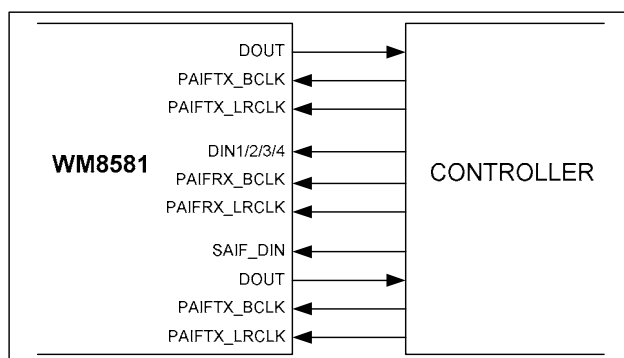 DOUT
PAIFTX_BCLK
PAIFTX_LRCLK
DIN1/2/3/4
WM8581
PAIFRX_BCLK
CONTROLLER
PAIFRX_LRCLK
SAIF_DIN
DOUT
PAIFTX_BCLK
PAIFTX_LRCLK